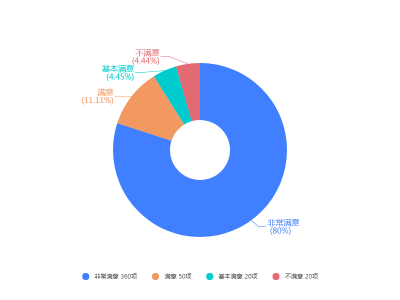 不满意
(4.44%)
基本满意
(4.45%)
满意
(11.11%)
非常满意
(80%)
非常满意 360项 满意 50项 基本满意 20项 不满意 20项